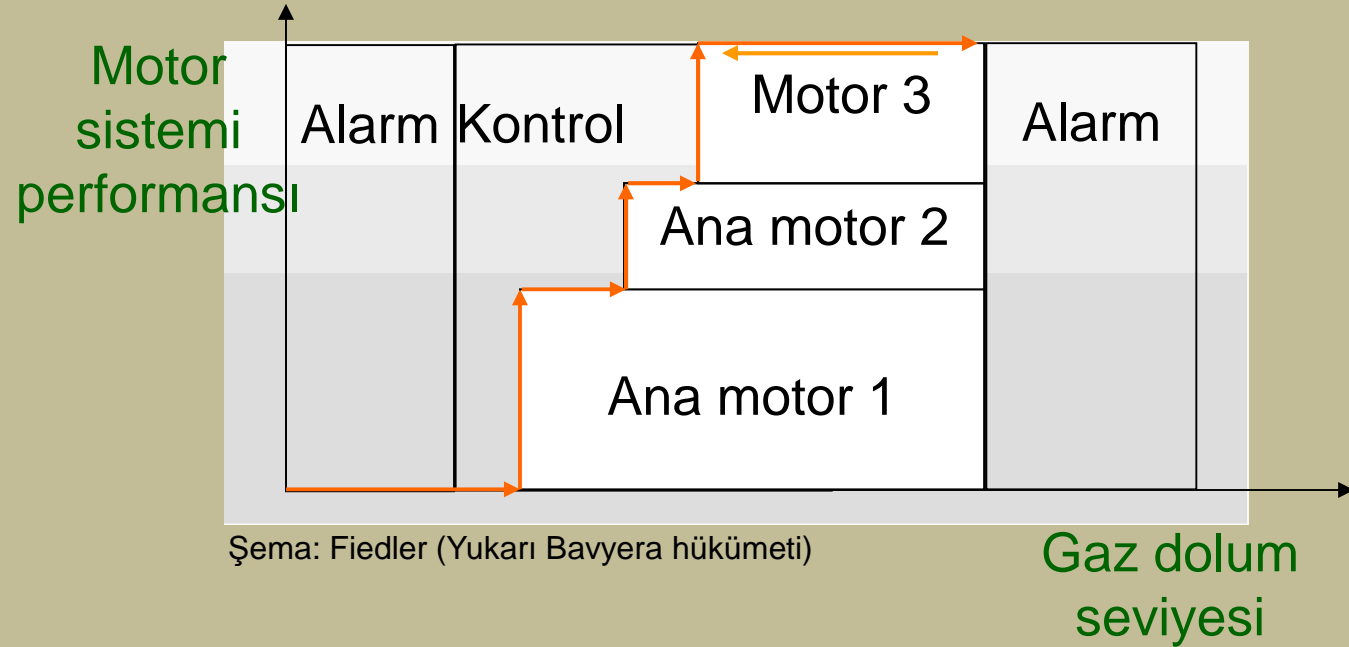 Motor
sistemi
performansı
Alarm
Kontrol
Motor 3
Alarm
Ana motor 2
Ana motor 1
Şema: Fiedler (Yukarı Bavyera hükümeti)
Gaz dolum
seviyesi